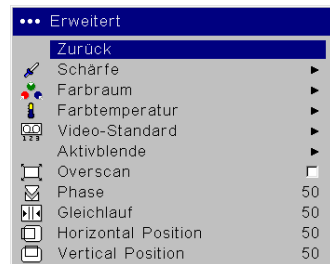 Erweitert
Zurück
Schärfe
Farbraum
Farbtemperatur
Video-Standard
Aktivblende
Overscan
Phase 50
Gleichlauf 50
Horizontal Position 50
Vertical Position 50